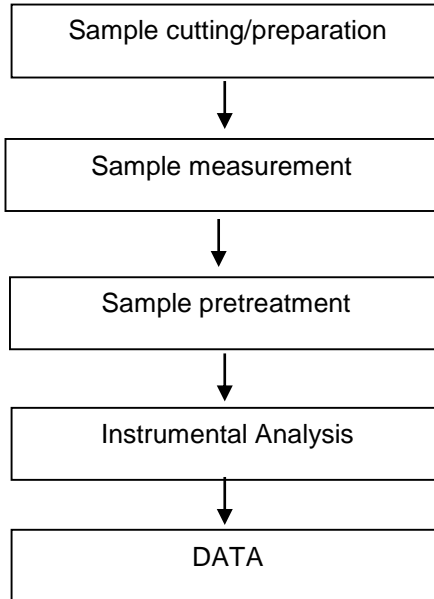 Sample cutting/preparation
Sample measurement
Sample pretreatment
Instrumental Analysis
DATA